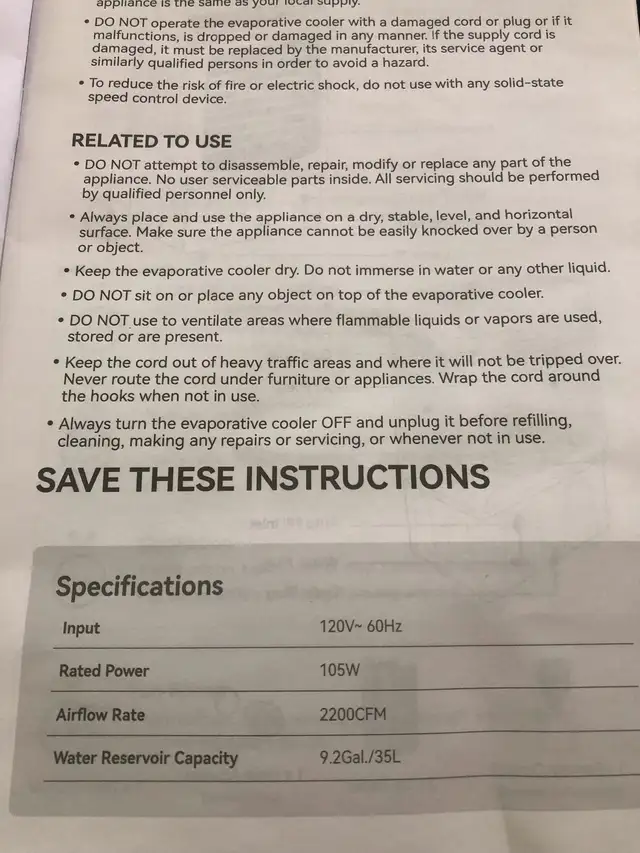 appliance is the same as your local supply.
• DO NOT operate the evaporative cooler with a damaged cord or plug or if it
malfunctions, is dropped or damaged in any manner. If the supply cord is
damaged, it must be replaced by the manufacturer, its service agent or
similarly qualified persons in order to avoid a hazard.
• To reduce the risk of fire or electric shock, do not use with any solid-state
speed control device.
RELATED TO USE
• DO NOT attempt to disassemble, repair, modify or replace any part of the
appliance. No user serviceable parts inside. All servicing should be performed
by qualified personnel only.
• Always place and use the appliance on a dry, stable, level, and horizontal
surface. Make sure the appliance cannot be easily knocked over by a person
or object.
• Keep the evaporative cooler dry. Do not immerse in water or any other liquid.
• DO NOT sit on or place any object on top of the evaporative cooler.
• DO NOT use to ventilate areas where flammable liquids or vapors are used,
stored or are present.
• Keep the cord out of heavy traffic areas and where it will not be tripped over.
Never route the cord under furniture or appliances. Wrap the cord around
the hooks when not in use.
• Always turn the evaporative cooler OFF and unplug it before refilling,
cleaning, making any repairs or servicing, or whenever not in use.
SAVE THESE INSTRUCTIONS
Specifications
Input 120V~ 60Hz
Rated Power 105W
Airflow Rate 2200CFM
Water Reservoir Capacity 9.2Gal./35L